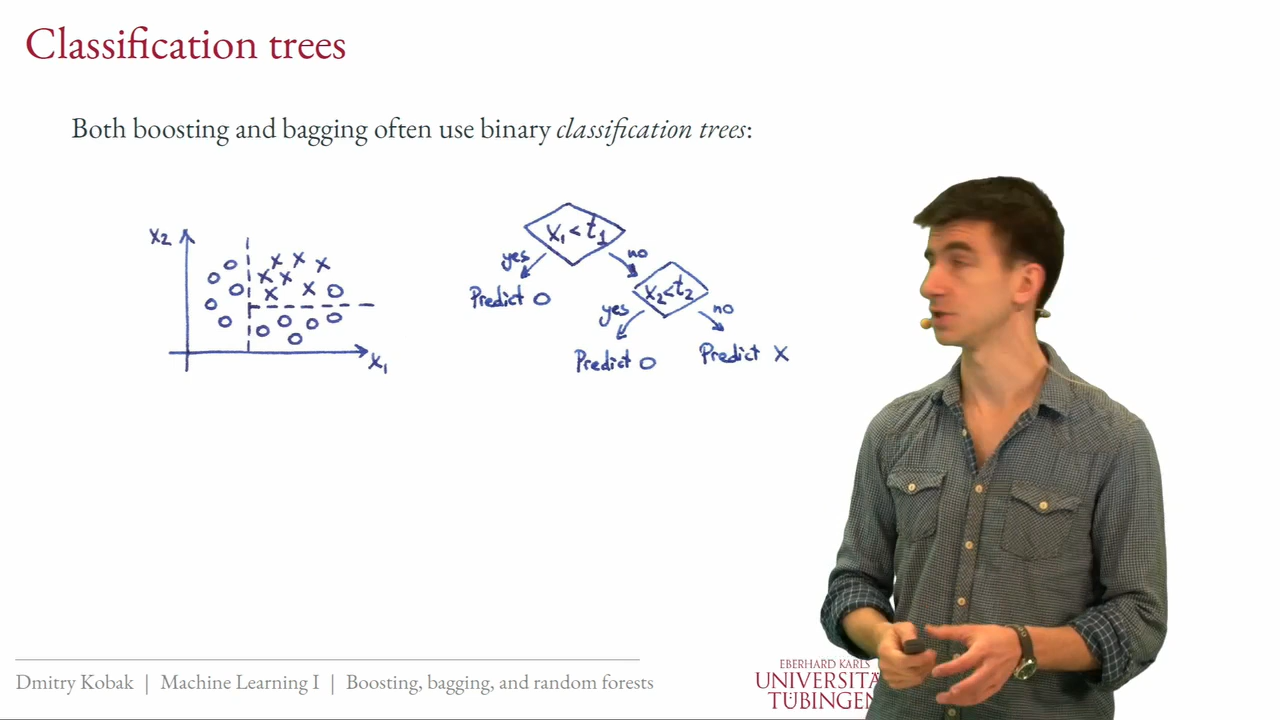 Classification trees
Both boosting and bagging often use binary classification trees:
x₂
x₁
x₁ < t₁
yes
no
Predict O
x₂<t₂
yes
no
Predict O
Predict X
Dmitry Kobak | Machine Learning I | Boosting, bagging, and random forests
EBERHARD KARLS
UNIVERSITÄ
TÜBINGEN